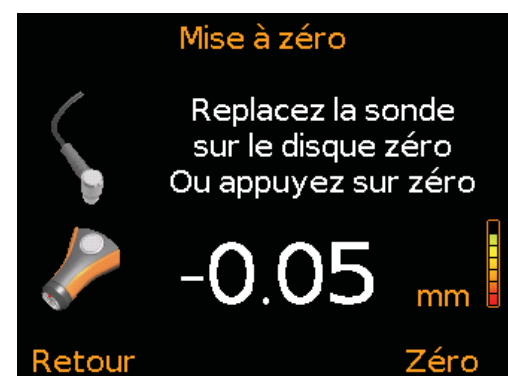 Mise à zéro
Replacez la sonde
sur le disque zéro
Ou appuyez sur zéro
-0.05 mm
Retour Zéro